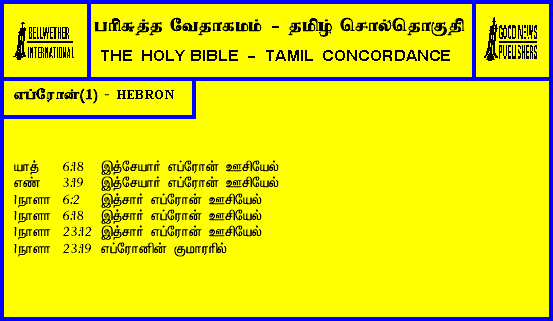 BELLWETHER
INTERNATIONAL
பரிசுத்த வேதாகமம் - தமிழ் சொல்தொகுதி
THE HOLY BIBLE - TAMIL CONCORDANCE
GOOD NEWS
PUBLISHERS
எப்ரோன்(1) - HEBRON
யாத் 6:18 இத்சேயார் எப்ரோன் ஊசியேல்
எண் 3:19 இத்சேயார் எப்ரோன் ஊசியேல்
1நாளா 6:2 இத்சார் எப்ரோன் ஊசியேல்
1நாளா 6:18 இத்சார் எப்ரோன் ஊசியேல்
1நாளா 23:12 இத்சார் எப்ரோன் ஊசியேல்
1நாளா 23:19 எப்ரோனின் குமாரரில்